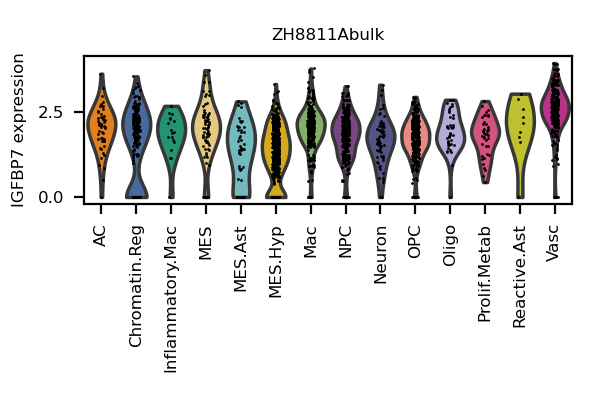 ZH8811Abulk
IGFBP7 expression
2.5
0.0
AC
Chromatin.Reg
Inflammatory.Mac
MES
MES.Ast
MES.Hyp
Mac
NPC
Neuron
OPC
Oligo
Prolif.Metab
Reactive.Ast
Vasc